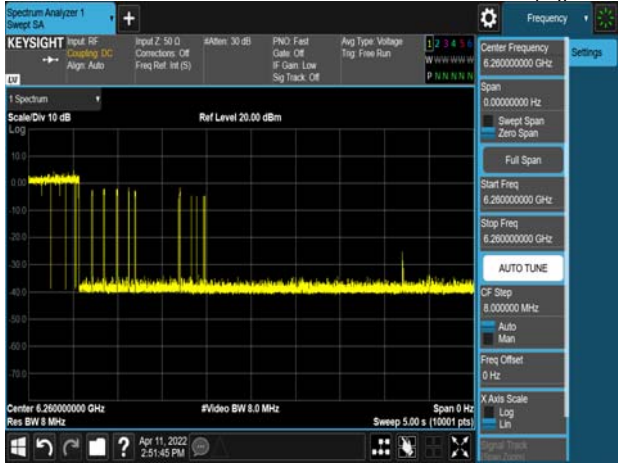 Spectrum Analyzer 1
Swept SA
+
Frequency
KEYSIGHT
Input: RF
Coupling: DC
Align: Auto
Input Z: 50 Ω
Corrections: Off
Freq Ref: Int (S)
#Atten: 30 dB
PNO: Fast
Gate: Off
IF Gain: Low
Sig Track: Off
Avg Type: Voltage
Trig: Free Run
1 2 3 4 5 6
W W W W W W
P N N N N N
LV
Center Frequency
6.260000000 GHz
Settings
1 Spectrum
Scale/Div 10 dB
Ref Level 20.00 dBm
Span
0.00000000 Hz
Swept Span
Zero Span
Full Span
Start Freq
6.260000000 GHz
Stop Freq
6.260000000 GHz
AUTO TUNE
CF Step
8.000000 MHz
Auto
Man
Freq Offset
0 Hz
X Axis Scale
Log
Lin
Signal Track
Log
10.0
0.00
-10.0
-20.0
-30.0
-40.0
-50.0
-60.0
-70.0
Center 6.260000000 GHz
#Video BW 8.0 MHz
Span 0 Hz
Res BW 8 MHz
Sweep 5.00 s (10001 pts)
?
Apr 11, 2022
2:51:45 PM